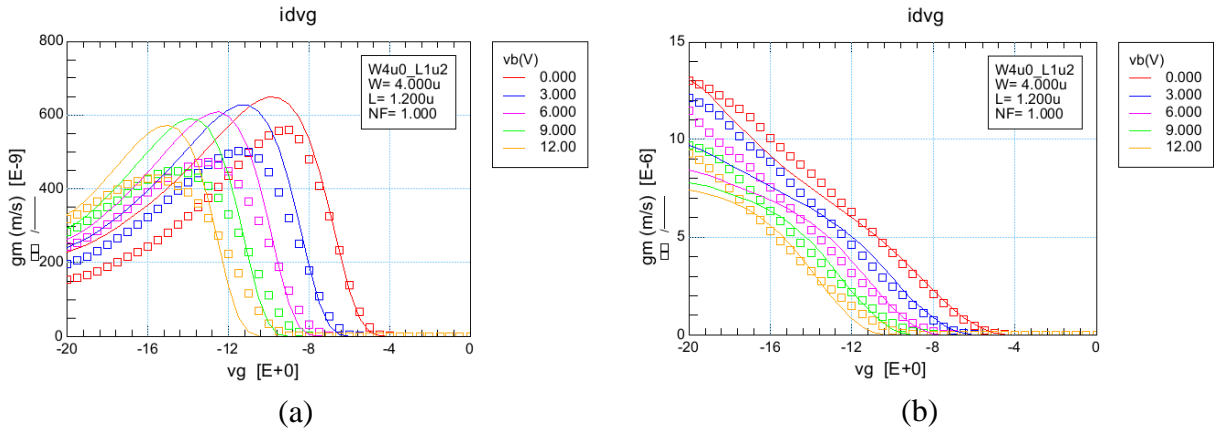 idvg
800
600
400
200
0
-20
-16
-12
-8
-4
0
gm (m/s) [E-9]
vg [E+0]
W4u0_L1u2
W= 4.000u
L= 1.200u
NF= 1.000
vb(V)
0.000
3.000
6.000
9.000
12.00
(a)
idvg
15
10
5
0
-20
-16
-12
-8
-4
0
gm (m/s) [E-6]
vg [E+0]
W4u0_L1u2
W= 4.000u
L= 1.200u
NF= 1.000
vb(V)
0.000
3.000
6.000
9.000
12.00
(b)